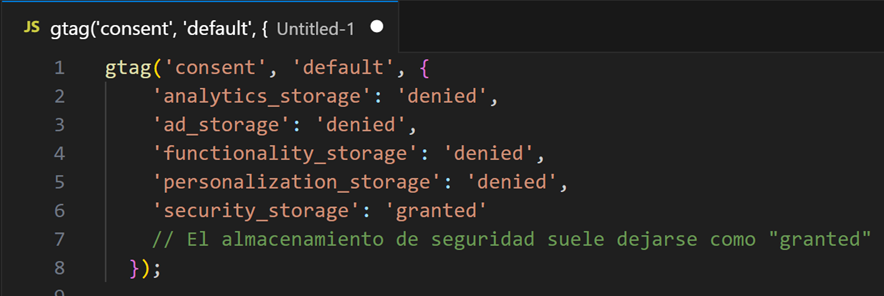 JS gtag('consent', 'default', { Untitled-1
1 gtag('consent', 'default', {
2 'analytics_storage': 'denied',
3 'ad_storage': 'denied',
4 'functionality_storage': 'denied',
5 'personalization_storage': 'denied',
6 'security_storage': 'granted'
7 // El almacenamiento de seguridad suele dejarse como "granted"
8 });
9